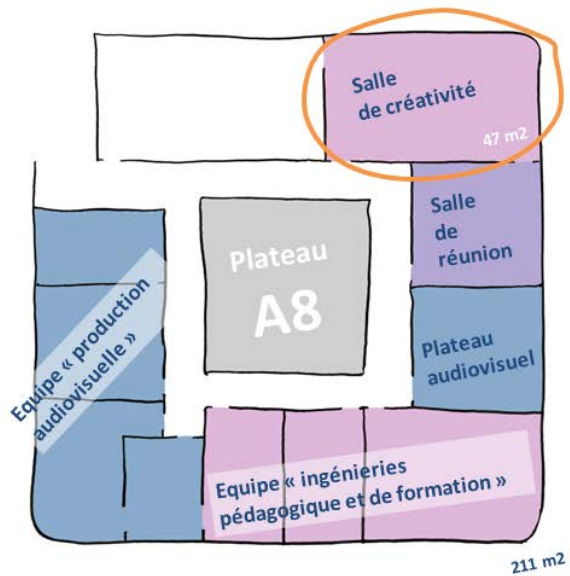 Salle
de créativité
47 m2
Salle
de
réunion
Plateau
A8
Plateau
audiovisuel
Equipe « production
audiovisuelle »
Equipe « ingénieries
pédagogique et de formation »
211 m2